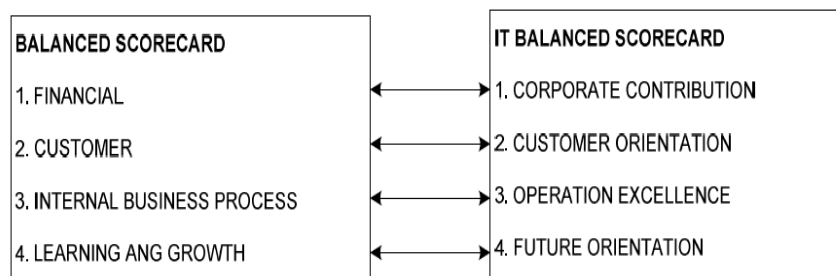 BALANCED SCORECARD
1. FINANCIAL
2. CUSTOMER
3. INTERNAL BUSINESS PROCESS
4. LEARNING ANG GROWTH
IT BALANCED SCORECARD
1. CORPORATE CONTRIBUTION
2. CUSTOMER ORIENTATION
3. OPERATION EXCELLENCE
4. FUTURE ORIENTATION